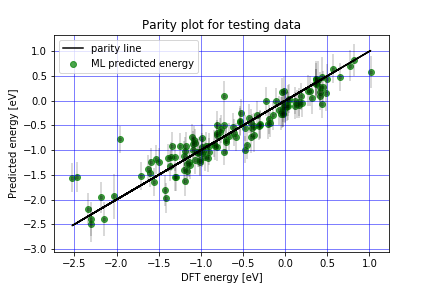 Parity plot for testing data
parity line
ML predicted energy
Predicted energy [eV]
1.0
0.5
0.0
−0.5
−1.0
−1.5
−2.0
−2.5
−3.0
−2.5 −2.0 −1.5 −1.0 −0.5 0.0 0.5 1.0
DFT energy [eV]